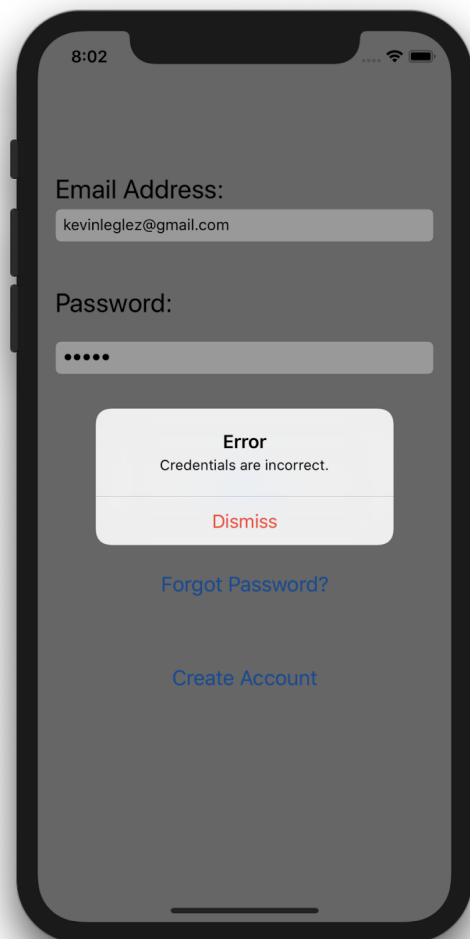 8:02
Email Address:
kevinleglez@gmail.com
Password:
•••••
Error
Credentials are incorrect.
Dismiss
Forgot Password?
Create Account